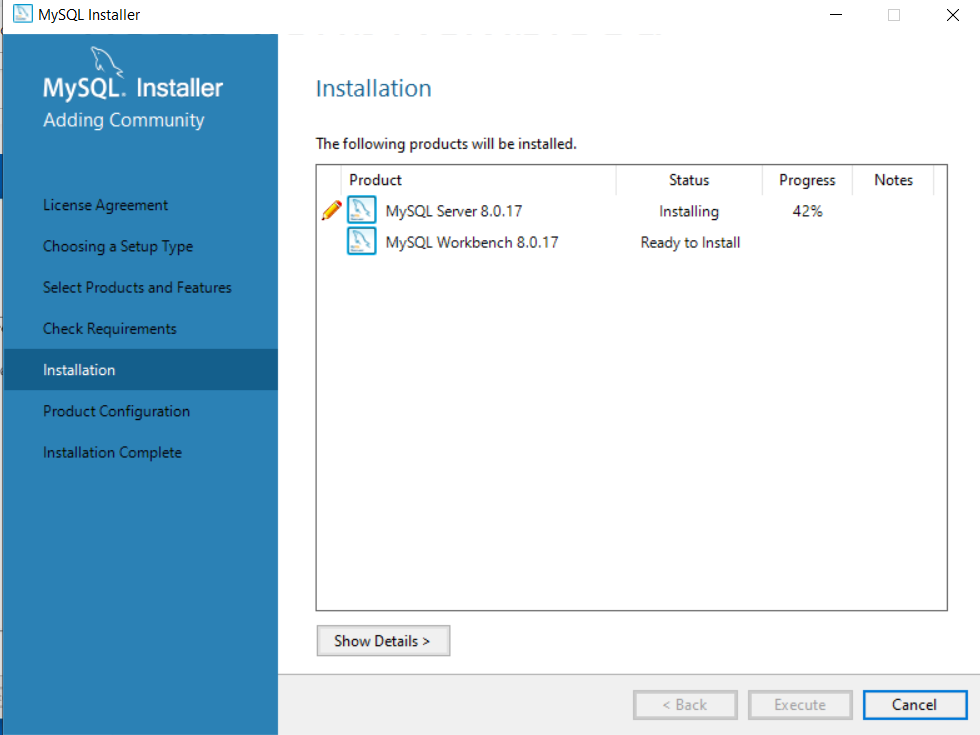 MySQL Installer
MySQL. Installer
Adding Community
License Agreement
Choosing a Setup Type
Select Products and Features
Check Requirements
Installation
Product Configuration
Installation Complete
Installation
The following products will be installed.
Product Status Progress Notes
MySQL Server 8.0.17 Installing 42%
MySQL Workbench 8.0.17 Ready to Install
Show Details >
< Back Execute Cancel